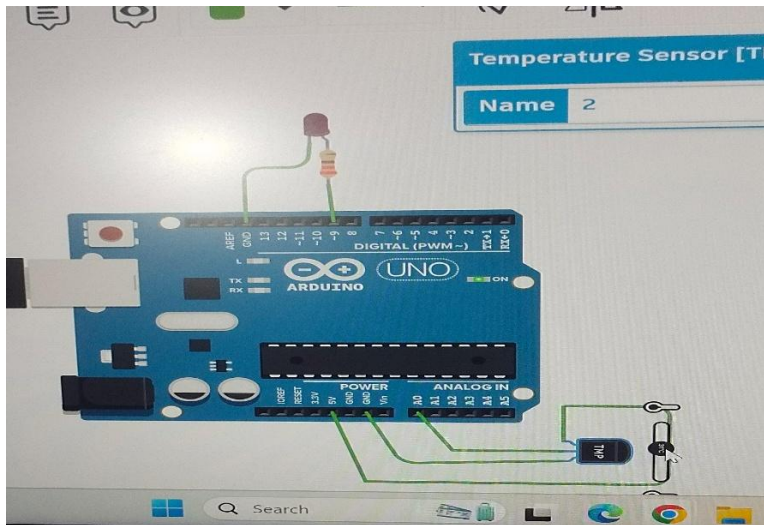 Temperature Sensor [T
Name 2
AREF
GND
13
12
~11
~10
~9
8
7
~6
~5
4
~3
2
TX→1
RX←0
DIGITAL (PWM~)
L
TX
RX
ARDUINO
UNO
ON
IOREF
RESET
3.3V
5V
GND
GND
Vin
POWER
ANALOG IN
A0
A1
A2
A3
A4
A5
TMP
Search